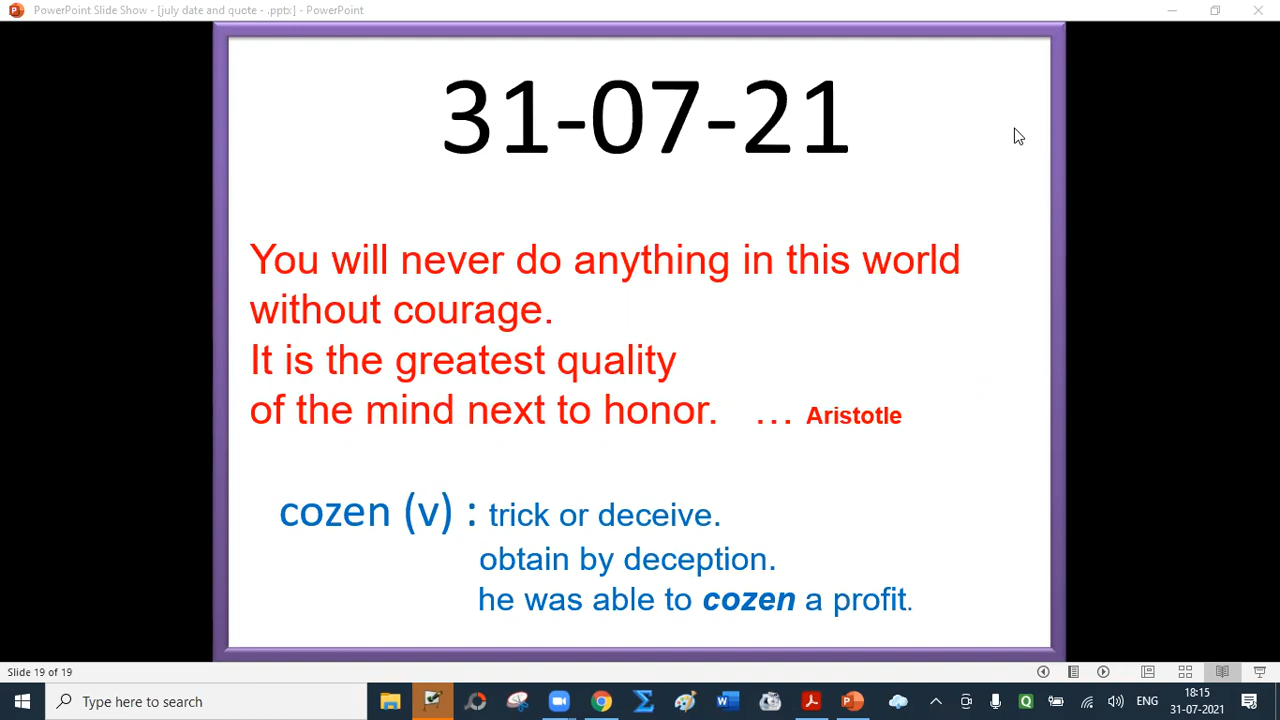 PowerPoint Slide Show - [july date and quote - .pptx] - PowerPoint
31-07-21
You will never do anything in this world
without courage.
It is the greatest quality
of the mind next to honor. ... Aristotle
cozen (v) : trick or deceive.
obtain by deception.
he was able to cozen a profit.
Slide 19 of 19
Type here to search
ENG
18:15
31-07-2021